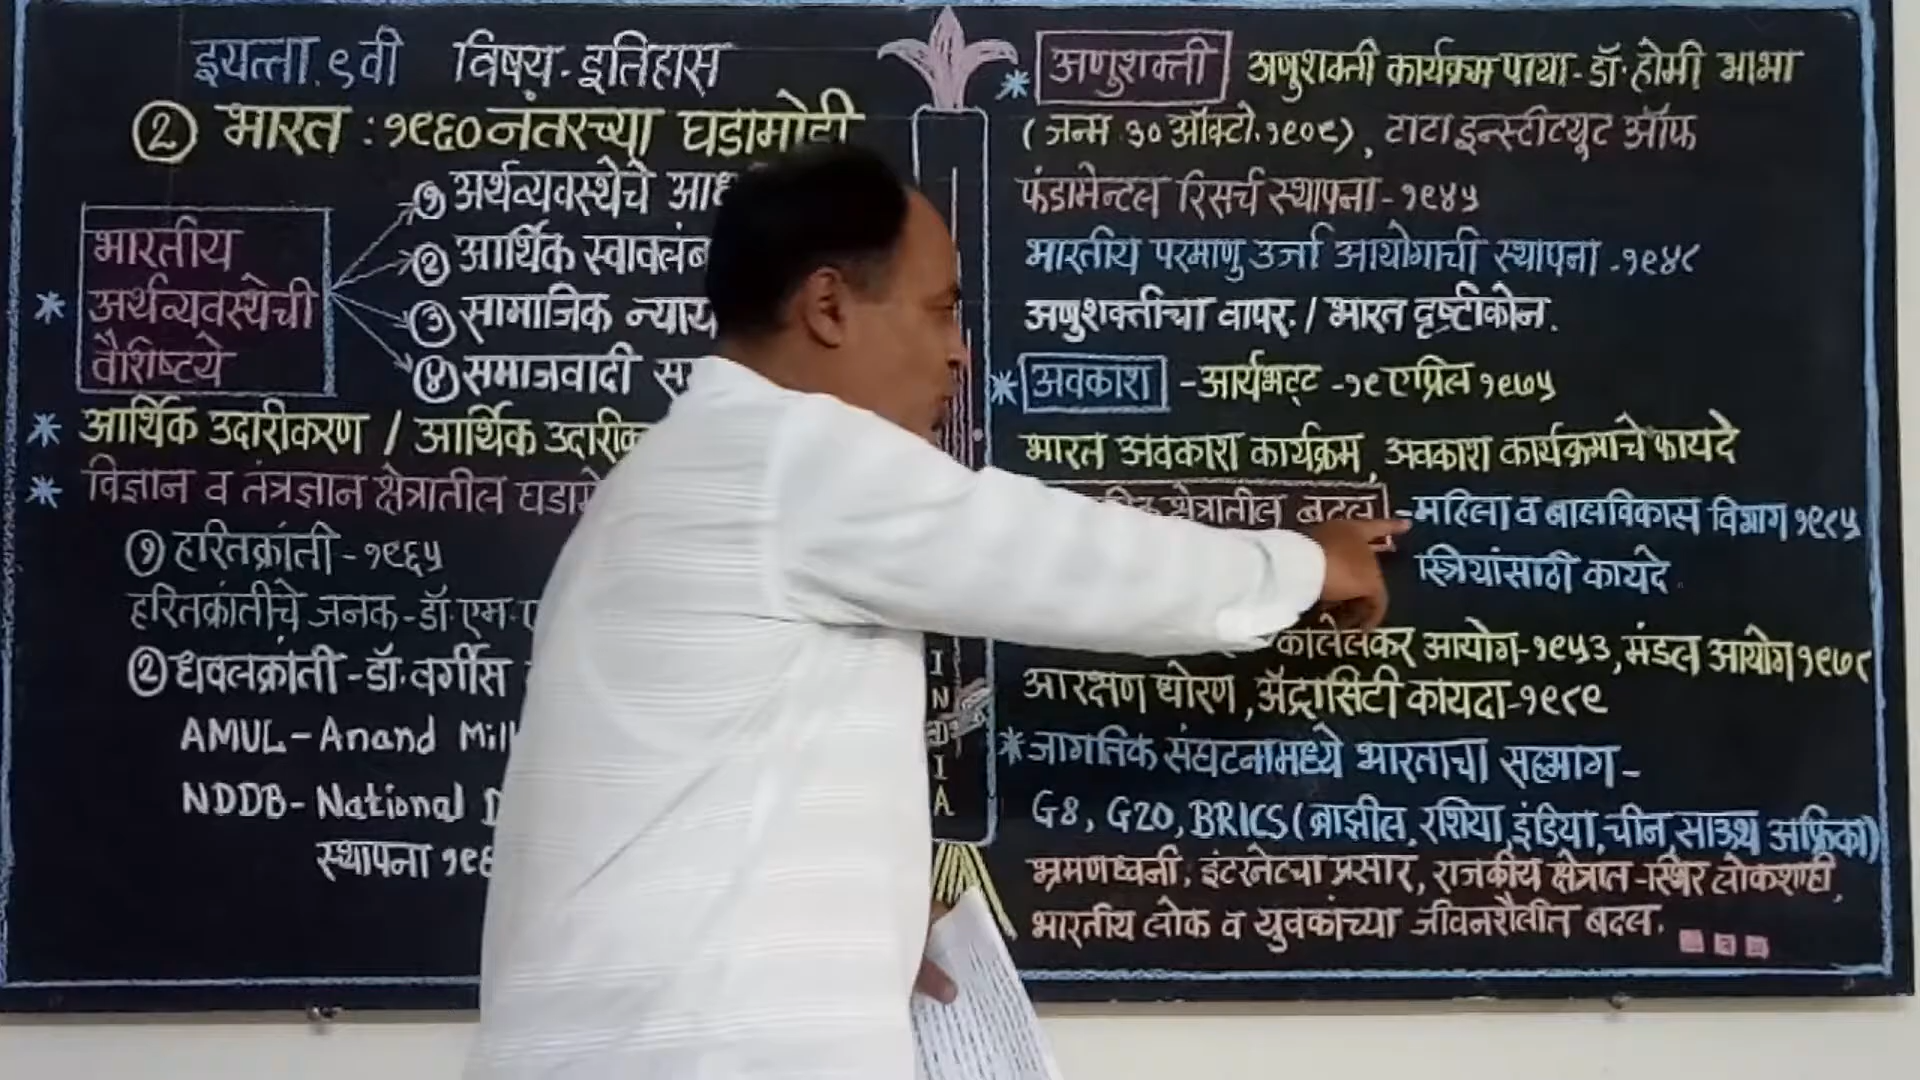 इयत्ता.९वी विषय.इतिहास
② भारत : १९६० नंतरच्या घडामोडी
भारतीय
अर्थव्यवस्थेची
वैशिष्टये
① अर्थव्यवस्थेचे
② आर्थिक
③ सामाजिक न्याय
④ समाजवादी
* आर्थिक उदारीकरण / आर्थिक
* विज्ञान व तंत्रज्ञान क्षेत्रातील
① हरितक्रांती - १९६५
हरितक्रांतीचे जनक - डॉ.एम.
② धवलक्रांती - डॉ.वर्गीस
AMUL - Anand
NDDB - National
स्थापना
I
N
D
I
A
* अणुशक्ती अणुशक्ती कार्यक्रम पाया - डॉ.होमी भाभा
(जन्म ३० ऑक्टो.१९०९), टाटा इन्स्टीटयूट ऑफ
फंडामेन्टल रिसर्च स्थापना - १९४५
भारतीय परमाणु उर्जा आयोगाची स्थापना - १९४८
अणुशक्तीचा वापर. / भारत दृष्टीकोन.
* अवकाश - आर्यभट्ट - १९ एप्रिल १९७५
भारत अवकाश कार्यक्रम, अवकाश कार्यक्रमाचे फायदे
क्षेत्रातील बदल - महिला व बालविकास विभाग १९८५
स्त्रियांसाठी कायदे
कालेलकर आयोग - १९५३, मंडल आयोग १९७८
आरक्षण धोरण, अ‍ॅट्रासिटी कायदा - १९८९
* जागतिक संघटनामध्ये भारताचा सहभाग -
G8, G20, BRICS (ब्राझील, रशिया, इंडिया, चीन, साऊथ अफ्रिका)
भ्रमणध्वनी, इंटरनेटचा प्रसार, राजकीय क्षेत्रांत - स्थिर लोकशाही,
भारतीय लोक व युवकांच्या जीवनशैलीत बदल.